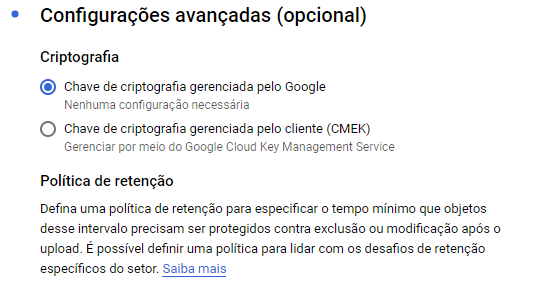 Configurações avançadas (opcional)
Criptografia
Chave de criptografia gerenciada pelo Google
Nenhuma configuração necessária
Chave de criptografia gerenciada pelo cliente (CMEK)
Gerenciar por meio do Google Cloud Key Management Service
Política de retenção
Defina uma política de retenção para especificar o tempo mínimo que objetos
desse intervalo precisam ser protegidos contra exclusão ou modificação após o
upload. É possível definir uma política para lidar com os desafios de retenção
específicos do setor. Saiba mais